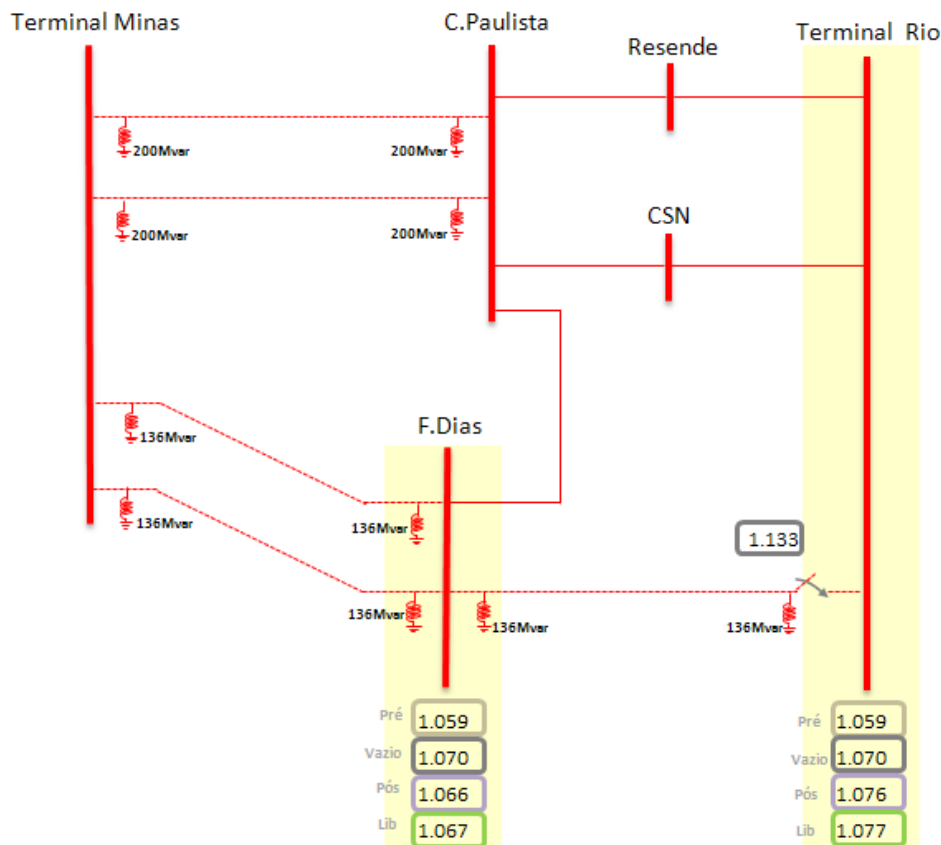 Terminal Minas
C.Paulista
Resende
Terminal Rio
200Mvar
200Mvar
200Mvar
200Mvar
CSN
136Mvar
F.Dias
136Mvar
136Mvar
1.133
136Mvar
136Mvar
136Mvar
Pré 1.059
Vazio 1.070
Pós 1.066
Lib 1.067
Pré 1.059
Vazio 1.070
Pós 1.076
Lib 1.077